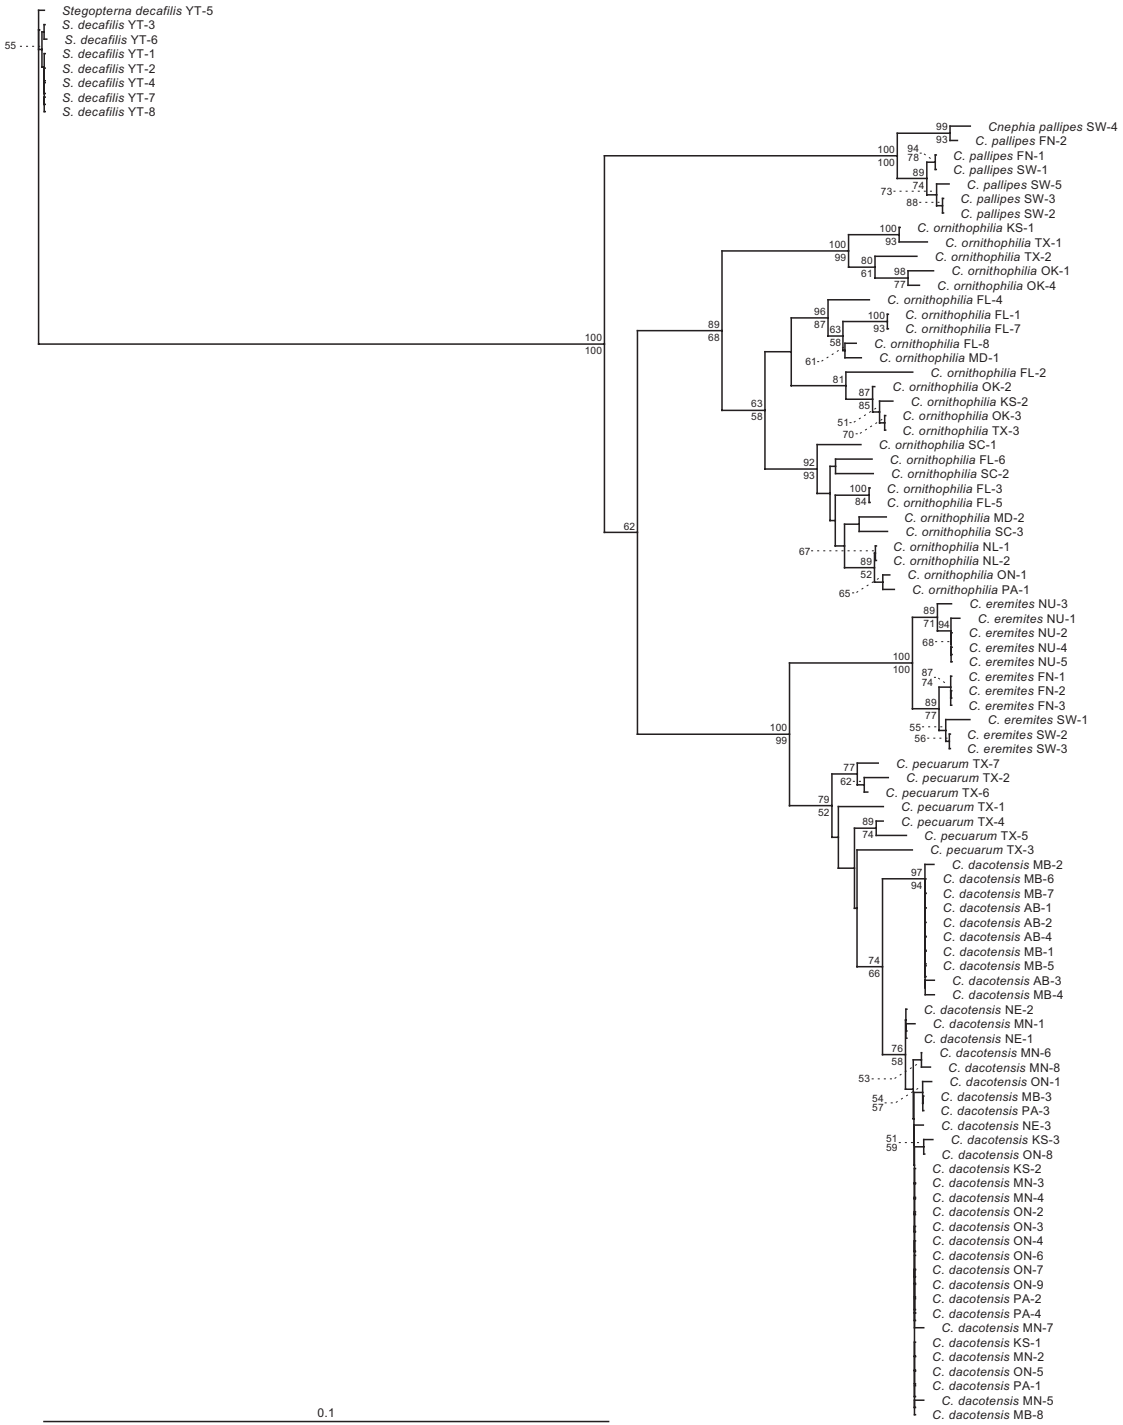 Stegopterna decafilis YT-5
S. decafilis YT-3
S. decafilis YT-6
55
S. decafilis YT-1
S. decafilis YT-2
S. decafilis YT-4
S. decafilis YT-7
S. decafilis YT-8
99 Cnephia pallipes SW-4
93 C. pallipes FN-2
100 94 C. pallipes FN-1
100 78
89 C. pallipes SW-1
74 C. pallipes SW-5
73 C. pallipes SW-3
88 C. pallipes SW-2
100 C. ornithophilia KS-1
93 C. ornithophilia TX-1
100 C. ornithophilia TX-2
99 80
61 98 C. ornithophilia OK-1
77 C. ornithophilia OK-4
C. ornithophilia FL-4
96 100 C. ornithophilia FL-1
87 63 93 C. ornithophilia FL-7
89 58 C. ornithophilia FL-8
68 61 C. ornithophilia MD-1
100
100
81 C. ornithophilia FL-2
87 C. ornithophilia OK-2
85 C. ornithophilia KS-2
63 51 C. ornithophilia OK-3
58 70 C. ornithophilia TX-3
C. ornithophilia SC-1
92 C. ornithophilia FL-6
93 C. ornithophilia SC-2
100 C. ornithophilia FL-3
84 C. ornithophilia FL-5
C. ornithophilia MD-2
62 C. ornithophilia SC-3
67 C. ornithophilia NL-1
89 C. ornithophilia NL-2
52 C. ornithophilia ON-1
65 C. ornithophilia PA-1
89 C. eremites NU-3
71 94 C. eremites NU-1
C. eremites NU-2
68 C. eremites NU-4
100 C. eremites NU-5
100
87 C. eremites FN-1
74 C. eremites FN-2
89 C. eremites FN-3
77 C. eremites SW-1
55
100 56 C. eremites SW-2
99 C. eremites SW-3
77 C. pecuarum TX-7
62 C. pecuarum TX-2
C. pecuarum TX-6
79 C. pecuarum TX-1
52
89 C. pecuarum TX-4
74 C. pecuarum TX-5
C. pecuarum TX-3
C. dacotensis MB-2
97 C. dacotensis MB-6
94 C. dacotensis MB-7
C. dacotensis AB-1
C. dacotensis AB-2
C. dacotensis AB-4
C. dacotensis MB-1
74 C. dacotensis MB-5
66 C. dacotensis AB-3
C. dacotensis MB-4
C. dacotensis NE-2
C. dacotensis MN-1
C. dacotensis NE-1
76 C. dacotensis MN-6
58 C. dacotensis MN-8
53 C. dacotensis ON-1
54 C. dacotensis MB-3
57 C. dacotensis PA-3
C. dacotensis NE-3
51 C. dacotensis KS-3
59 C. dacotensis ON-8
C. dacotensis KS-2
C. dacotensis MN-3
C. dacotensis MN-4
C. dacotensis ON-2
C. dacotensis ON-3
C. dacotensis ON-4
C. dacotensis ON-6
C. dacotensis ON-7
C. dacotensis ON-9
C. dacotensis PA-2
C. dacotensis PA-4
C. dacotensis MN-7
C. dacotensis KS-1
C. dacotensis MN-2
C. dacotensis ON-5
C. dacotensis PA-1
C. dacotensis MN-5
C. dacotensis MB-8
0.1